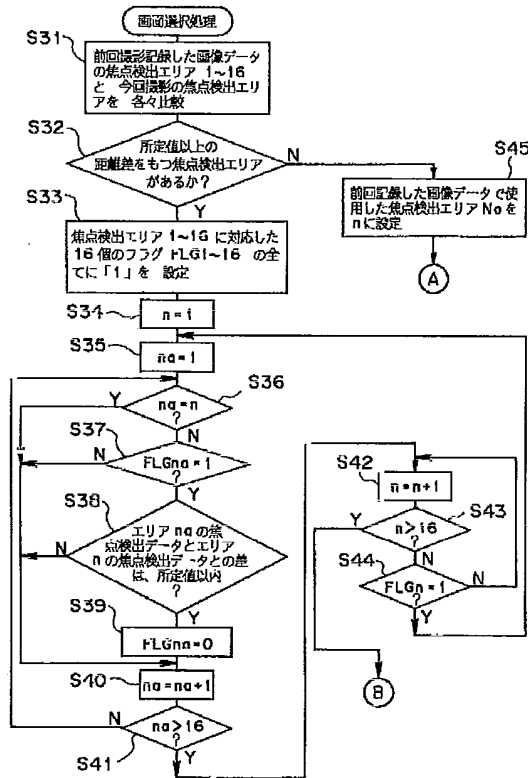 画面選択処理
S31
前回撮影記録した画像データ
の焦点検出エリア 1~16
と 今回撮影の焦点検出エ
リアを 各々比較
S32
所定値以上の
距離差をもつ焦点検出エリア
があるか?
N
Y
S45
前回記録した画像データで使
用した焦点検出エリア Noを
nに設定
A
S33
焦点検出エリア 1~16 に対応した
16個のフラグ FLG1~16 の全
てに「1」を 設定
S34
n=1
S35
na=1
S36
na=n
?
Y
N
S37
FLGna=1
?
N
Y
S38
エリア naの焦
点検出データとエリア
nの焦点検出データとの差
は、所定値以内
?
N
Y
S39
FLGna=0
S40
na=na+1
S41
na>16
?
N
Y
S42
n=n+1
S43
n>16
?
Y
N
S44
FLGn=1
?
N
Y
B